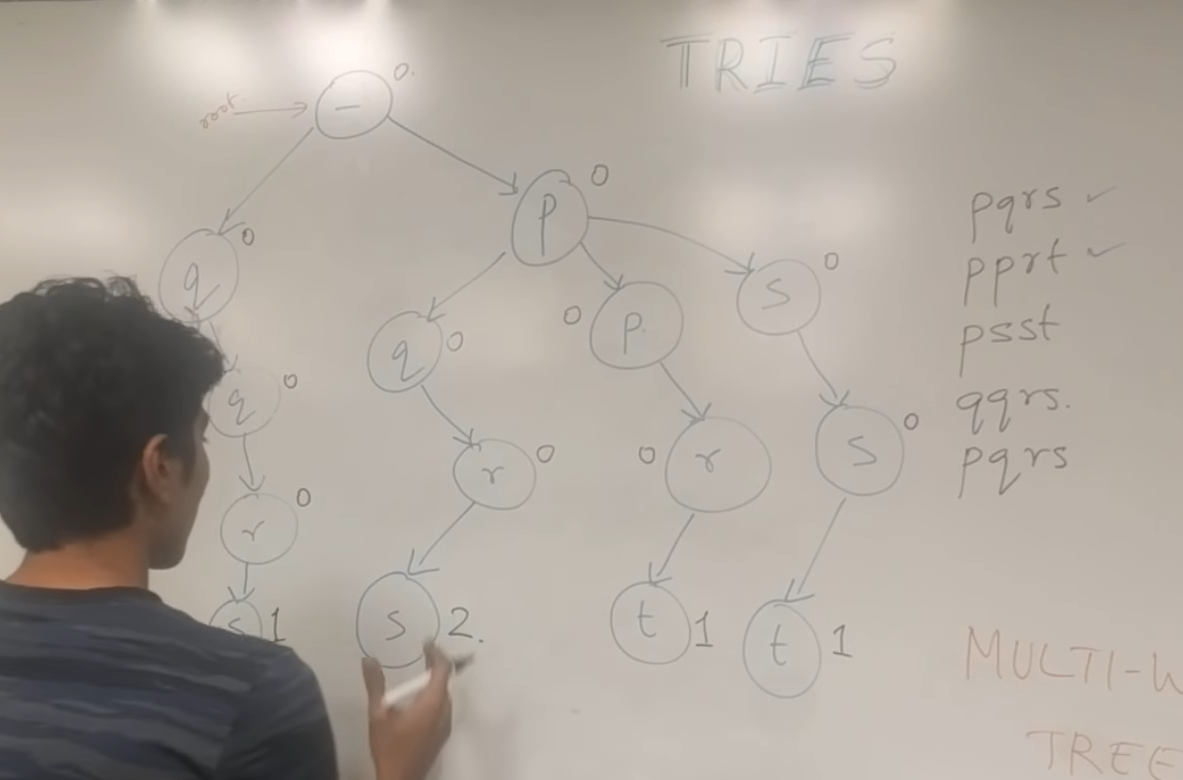 TRIES
root
- 0.
p 0
q 0
s 0
q 0
p. 0
q 0
r 0
r 0
s 0
r 0
s 1
s 2.
t 1
t 1
pqrs ✓
pprt ✓
psst
qqrs.
pqrs
MULTI-W
TREE